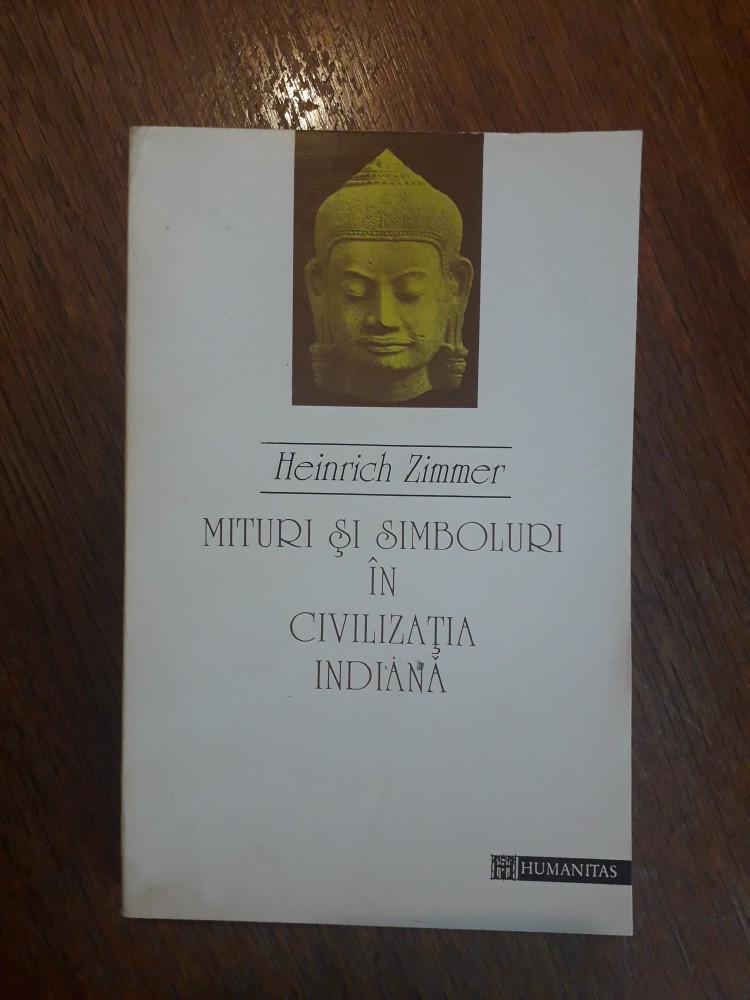 Heinrich Zimmer
MITURI ŞI SIMBOLURI
ÎN
CIVILIZAŢIA
INDIANĂ
HUMANITAS